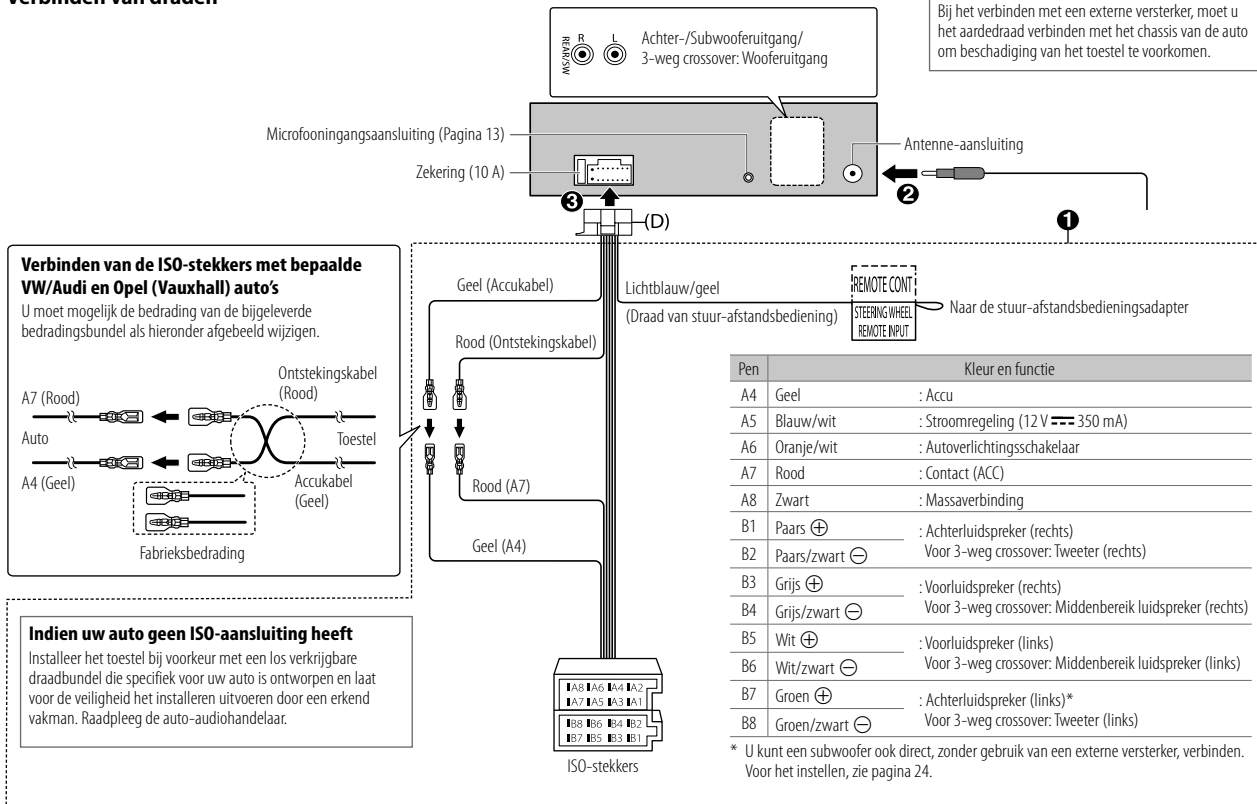 Verbinden van draden
Bij het verbinden met een externe versterker, moet u
het aardedraad verbinden met het chassis van de auto
om beschadiging van het toestel te voorkomen.
REAR/SW
R L
Achter-/Subwooferuitgang/
3-weg crossover: Wooferuitgang
Microfooningangsaansluiting (Pagina 13)
Zekering (10 A)
Antenne-aansluiting
3
2
1
(D)
Verbinden van de ISO-stekkers met bepaalde
VW/Audi en Opel (Vauxhall) auto's
U moet mogelijk de bedrading van de bijgeleverde
bedradingsbundel als hieronder afgebeeld wijzigen.
Ontstekingskabel
(Rood)
A7 (Rood)
Auto
Toestel
A4 (Geel)
Accukabel
(Geel)
Fabrieksbedrading
Geel (Accukabel)
Rood (Ontstekingskabel)
Rood (A7)
Geel (A4)
Lichtblauw/geel
(Draad van stuur-afstandsbediening)
REMOTE CONT
STEERING WHEEL
REMOTE INPUT
Naar de stuur-afstandsbedieningsadapter
Pen Kleur en functie
A4 Geel : Accu
A5 Blauw/wit : Stroomregeling (12 V ⎓ 350 mA)
A6 Oranje/wit : Autoverlichtingsschakelaar
A7 Rood : Contact (ACC)
A8 Zwart : Massaverbinding
B1 Paars ⊕ : Achterluidspreker (rechts)
B2 Paars/zwart ⊖ Voor 3-weg crossover: Tweeter (rechts)
B3 Grijs ⊕ : Voorluidspreker (rechts)
B4 Grijs/zwart ⊖ Voor 3-weg crossover: Middenbereik luidspreker (rechts)
B5 Wit ⊕ : Voorluidspreker (links)
B6 Wit/zwart ⊖ Voor 3-weg crossover: Middenbereik luidspreker (links)
B7 Groen ⊕ : Achterluidspreker (links)*
B8 Groen/zwart ⊖ Voor 3-weg crossover: Tweeter (links)
* U kunt een subwoofer ook direct, zonder gebruik van een externe versterker, verbinden.
Voor het instellen, zie pagina 24.
Indien uw auto geen ISO-aansluiting heeft
Installeer het toestel bij voorkeur met een los verkrijgbare
draadbundel die specifiek voor uw auto is ontworpen en laat
voor de veiligheid het installeren uitvoeren door een erkend
vakman. Raadpleeg de auto-audiohandelaar.
A8 A6 A4 A2
A7 A5 A3 A1
B8 B6 B4 B2
B7 B5 B3 B1
ISO-stekkers